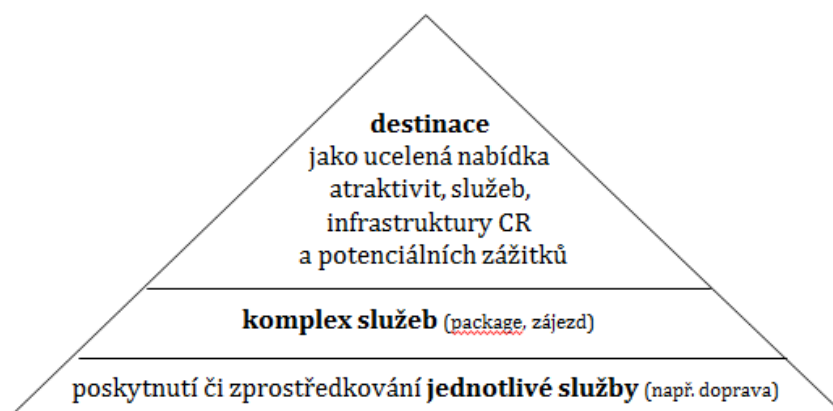 destinace
jako ucelená nabídka
atraktivit, služeb,
infrastruktury CR
a potenciálních zážitků
komplex služeb (package, zájezd)
poskytnutí či zprostředkování jednotlivé služby (např. doprava)